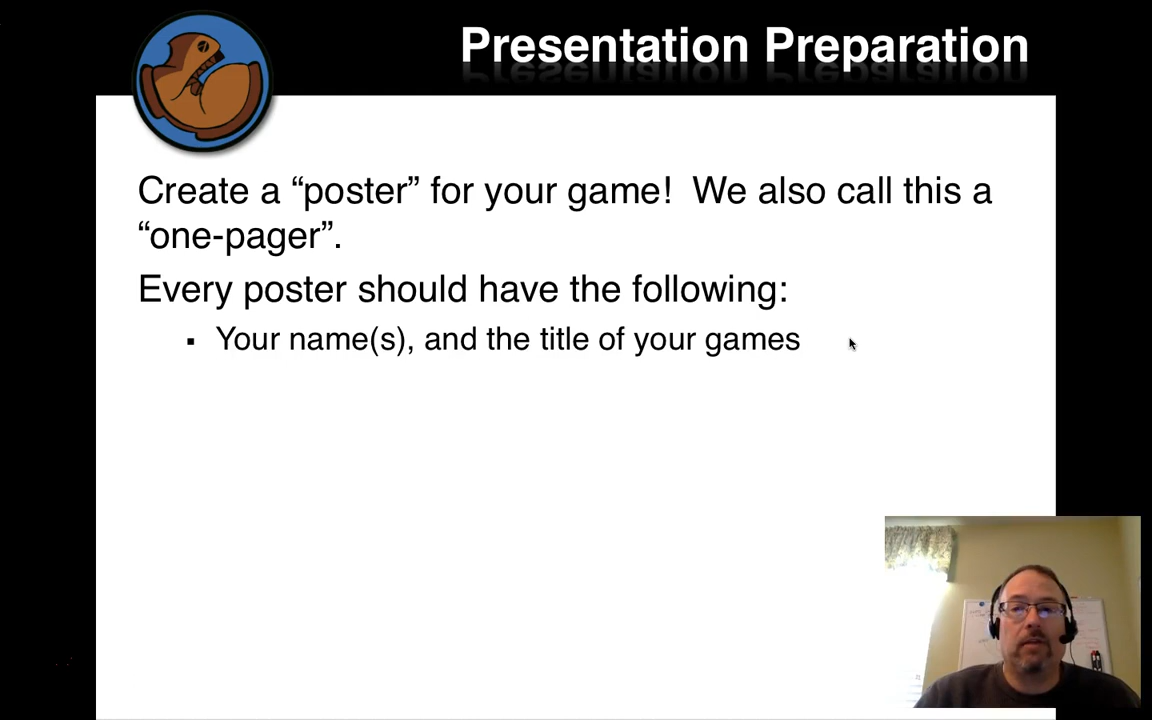 Presentation Preparation
Create a “poster” for your game!  We also call this a
“one-pager”.
Every poster should have the following:
▪ Your name(s), and the title of your games